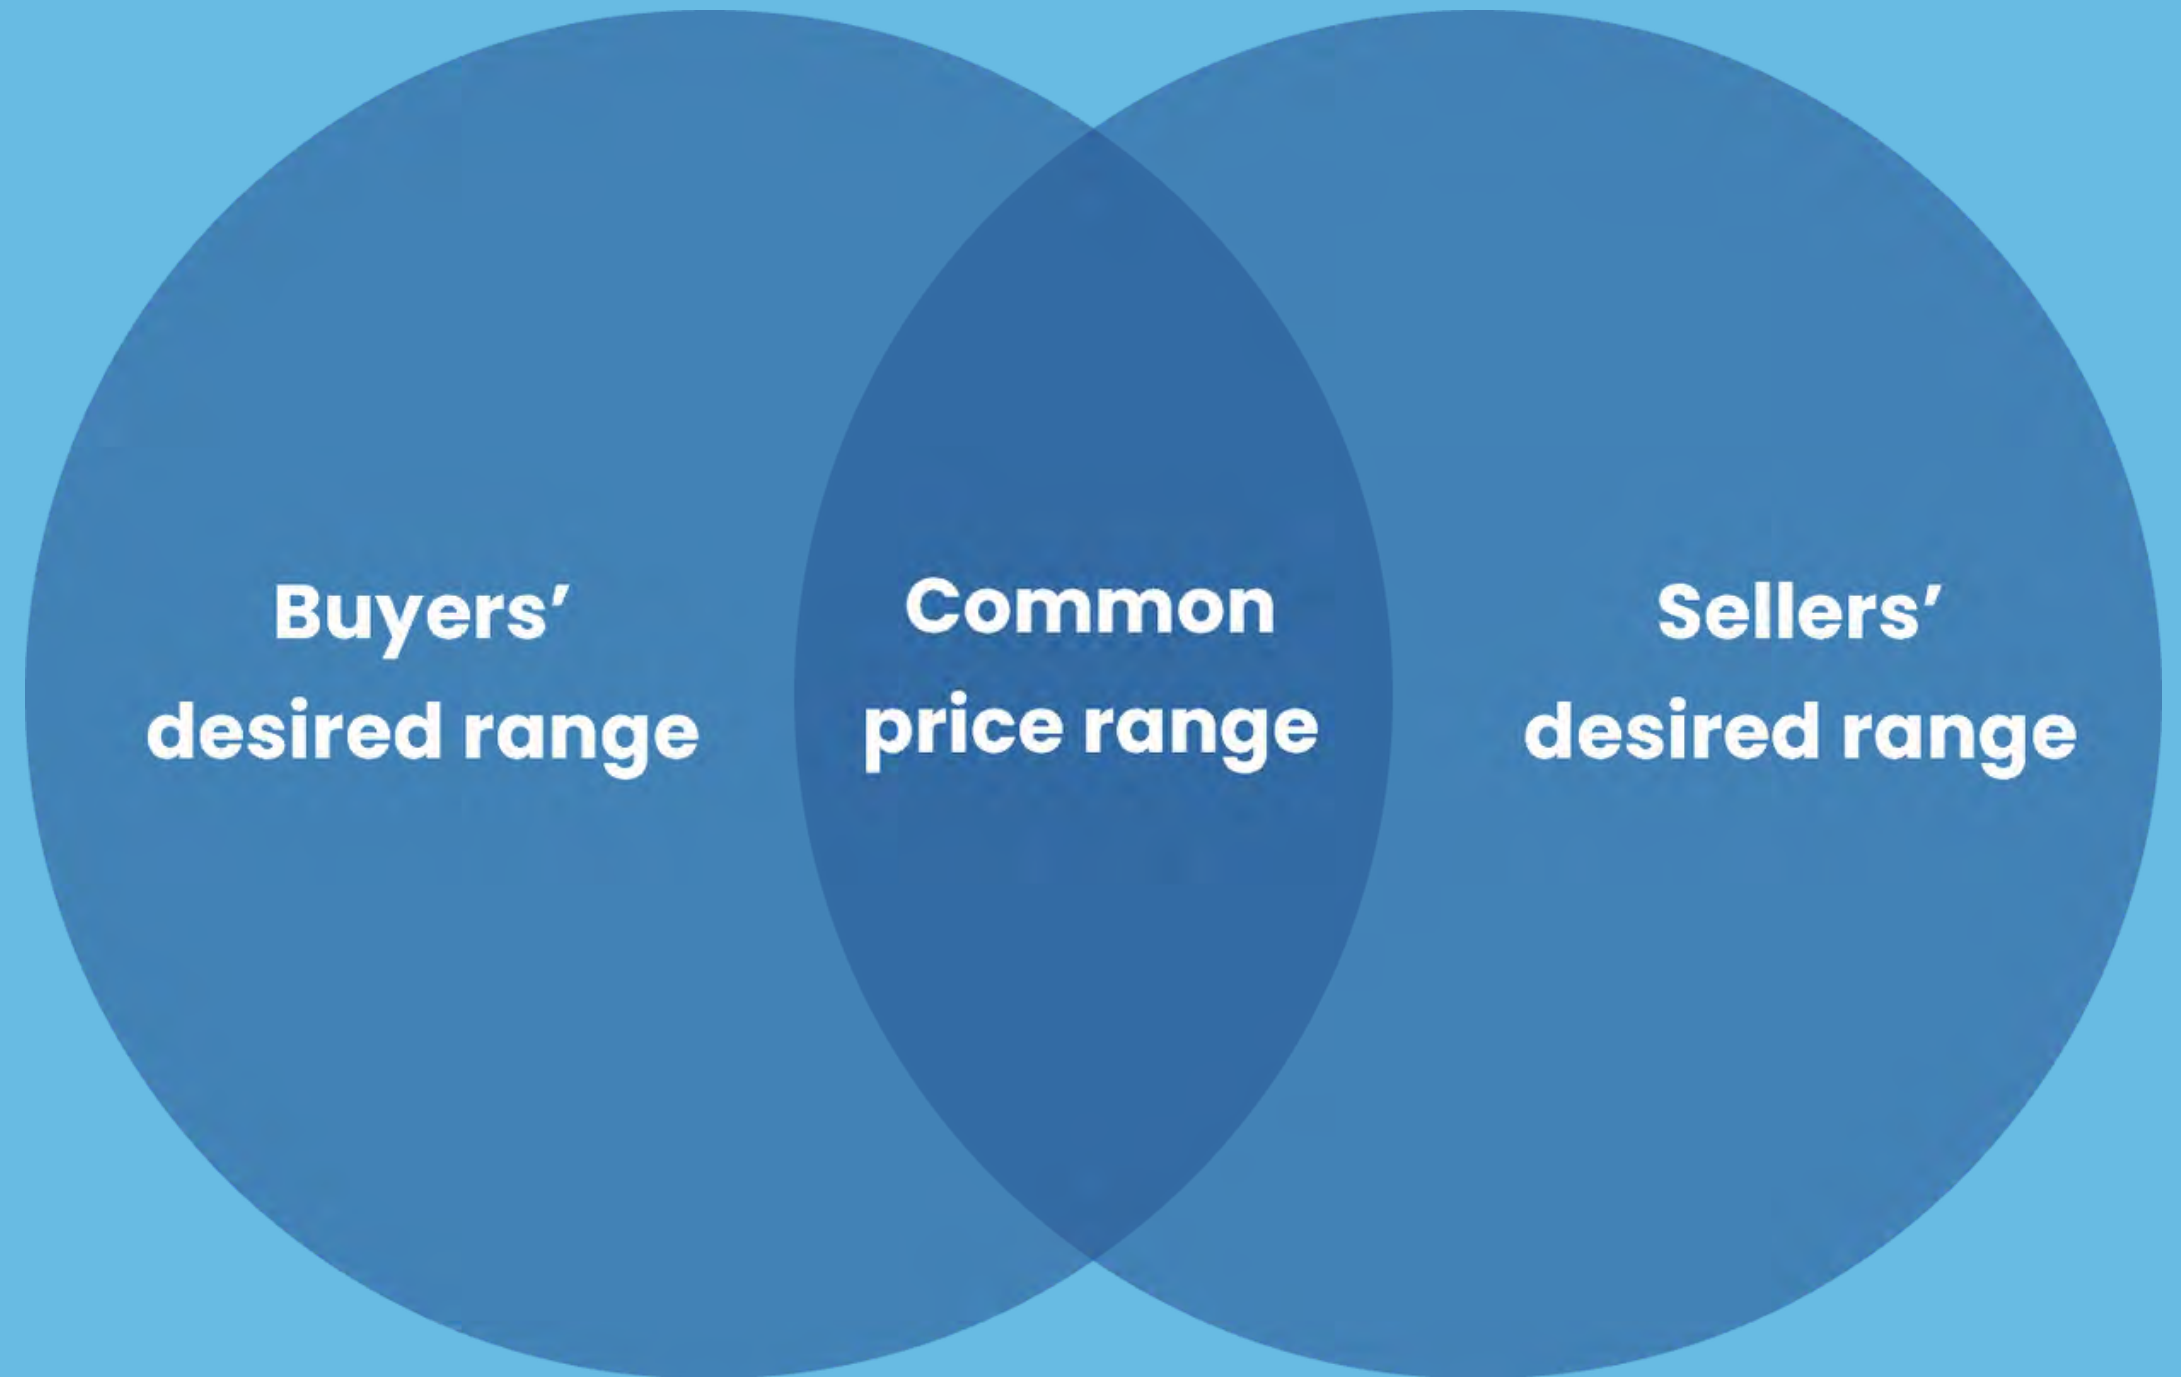 Buyers’
desired range
Common
price range
Sellers’
desired range